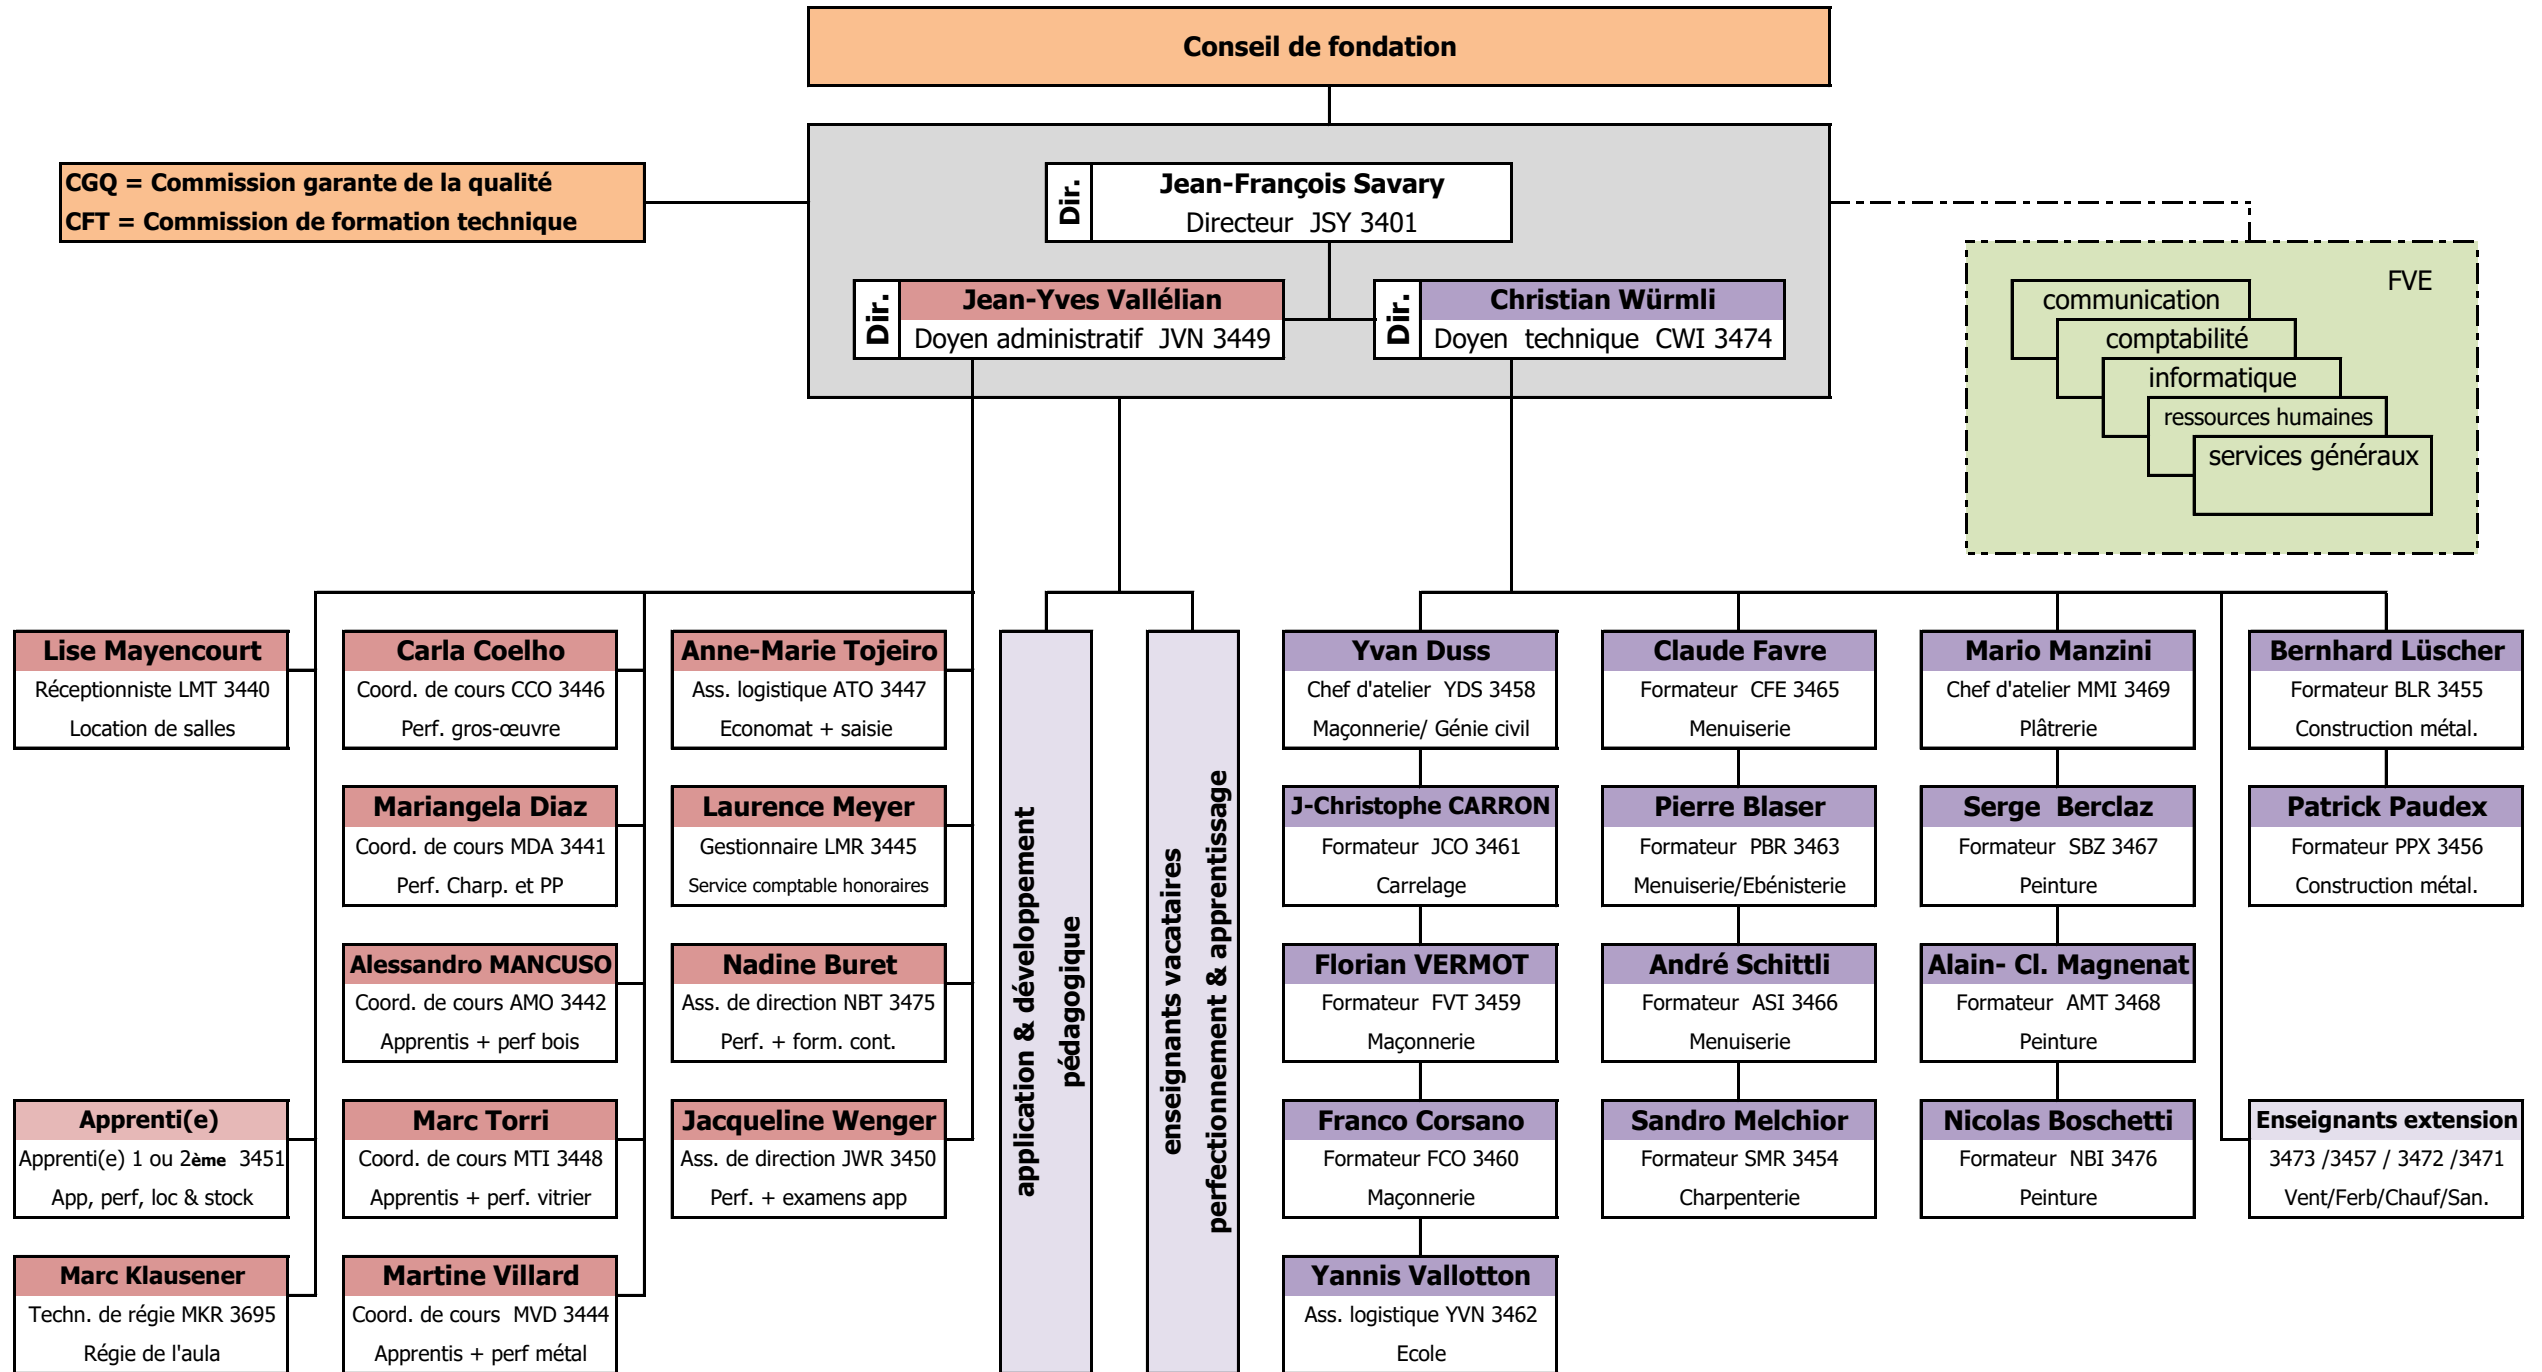 Conseil de fondation
CGQ = Commission garante de la qualité
CFT = Commission de formation technique
Dir.
Jean-François Savary
Directeur JSY 3401
Dir.
Jean-Yves Vallélian
Doyen administratif JVN 3449
Dir.
Christian Würmli
Doyen technique CWI 3474
FVE
communication
comptabilité
informatique
ressources humaines
services généraux
Lise Mayencourt
Réceptionniste LMT 3440
Location de salles
Apprenti(e)
Apprenti(e) 1 ou 2ème 3451
App, perf, loc & stock
Marc Klausener
Techn. de régie MKR 3695
Régie de l'aula
Carla Coelho
Coord. de cours CCO 3446
Perf. gros-œuvre
Mariangela Diaz
Coord. de cours MDA 3441
Perf. Charp. et PP
Alessandro MANCUSO
Coord. de cours AMO 3442
Apprentis + perf bois
Marc Torri
Coord. de cours MTI 3448
Apprentis + perf. vitrier
Martine Villard
Coord. de cours MVD 3444
Apprentis + perf métal
Anne-Marie Tojeiro
Ass. logistique ATO 3447
Economat + saisie
Laurence Meyer
Gestionnaire LMR 3445
Service comptable honoraires
Nadine Buret
Ass. de direction NBT 3475
Perf. + form. cont.
Jacqueline Wenger
Ass. de direction JWR 3450
Perf. + examens app
application & développement
pédagogique
enseignants vacataires
perfectionnement & apprentissage
Yvan Duss
Chef d'atelier YDS 3458
Maçonnerie/ Génie civil
J-Christophe CARRON
Formateur JCO 3461
Carrelage
Florian VERMOT
Formateur FVT 3459
Maçonnerie
Franco Corsano
Formateur FCO 3460
Maçonnerie
Yannis Vallotton
Ass. logistique YVN 3462
Ecole
Claude Favre
Formateur CFE 3465
Menuiserie
Pierre Blaser
Formateur PBR 3463
Menuiserie/Ebénisterie
André Schittli
Formateur ASI 3466
Menuiserie
Sandro Melchior
Formateur SMR 3454
Charpenterie
Mario Manzini
Chef d'atelier MMI 3469
Plâtrerie
Serge Berclaz
Formateur SBZ 3467
Peinture
Alain- Cl. Magnenat
Formateur AMT 3468
Peinture
Nicolas Boschetti
Formateur NBI 3476
Peinture
Bernhard Lüscher
Formateur BLR 3455
Construction métal.
Patrick Paudex
Formateur PPX 3456
Construction métal.
Enseignants extension
3473 /3457 / 3472 /3471
Vent/Ferb/Chauf/San.